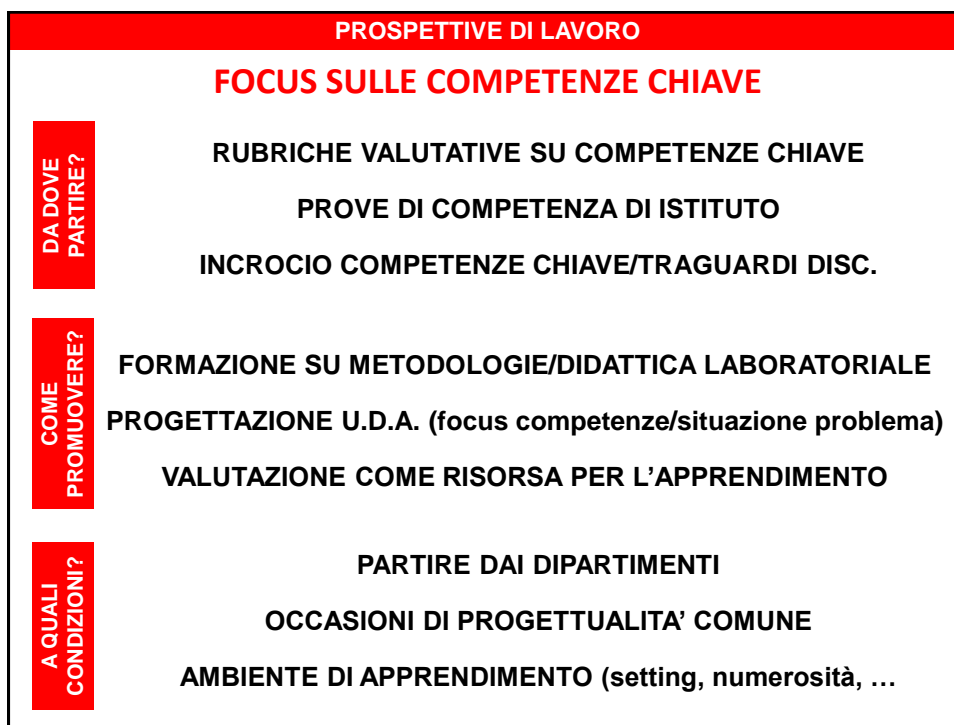 PROSPETTIVE DI LAVORO
FOCUS SULLE COMPETENZE CHIAVE
DA DOVE
PARTIRE?
RUBRICHE VALUTATIVE SU COMPETENZE CHIAVE
PROVE DI COMPETENZA DI ISTITUTO
INCROCIO COMPETENZE CHIAVE/TRAGUARDI DISC.
COME
PROMUOVERE?
FORMAZIONE SU METODOLOGIE/DIDATTICA LABORATORIALE
PROGETTAZIONE U.D.A. (focus competenze/situazione problema)
VALUTAZIONE COME RISORSA PER L’APPRENDIMENTO
A QUALI
CONDIZIONI?
PARTIRE DAI DIPARTIMENTI
OCCASIONI DI PROGETTUALITA’ COMUNE
AMBIENTE DI APPRENDIMENTO (setting, numerosità, …